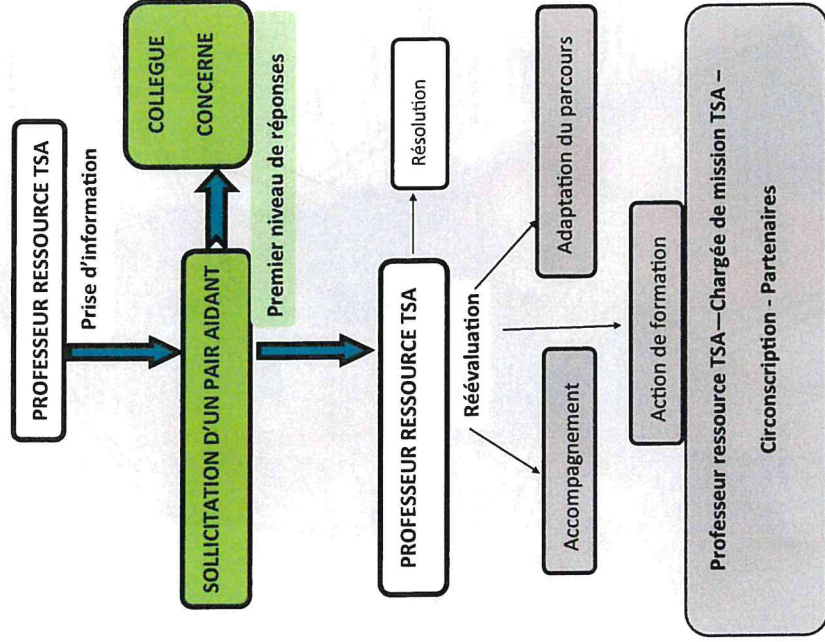 PROFESSEUR RESSOURCE TSA
Prise d'information
SOLLICITATION D'UN PAIR AIDANT
COLLEGUE
CONCERNE
Premier niveau de réponses
PROFESSEUR RESSOURCE TSA
Résolution
Réévaluation
Accompagnement
Action de formation
Adaptation du parcours
Professeur ressource TSA—Chargée de mission TSA –
Circonscription - Partenaires